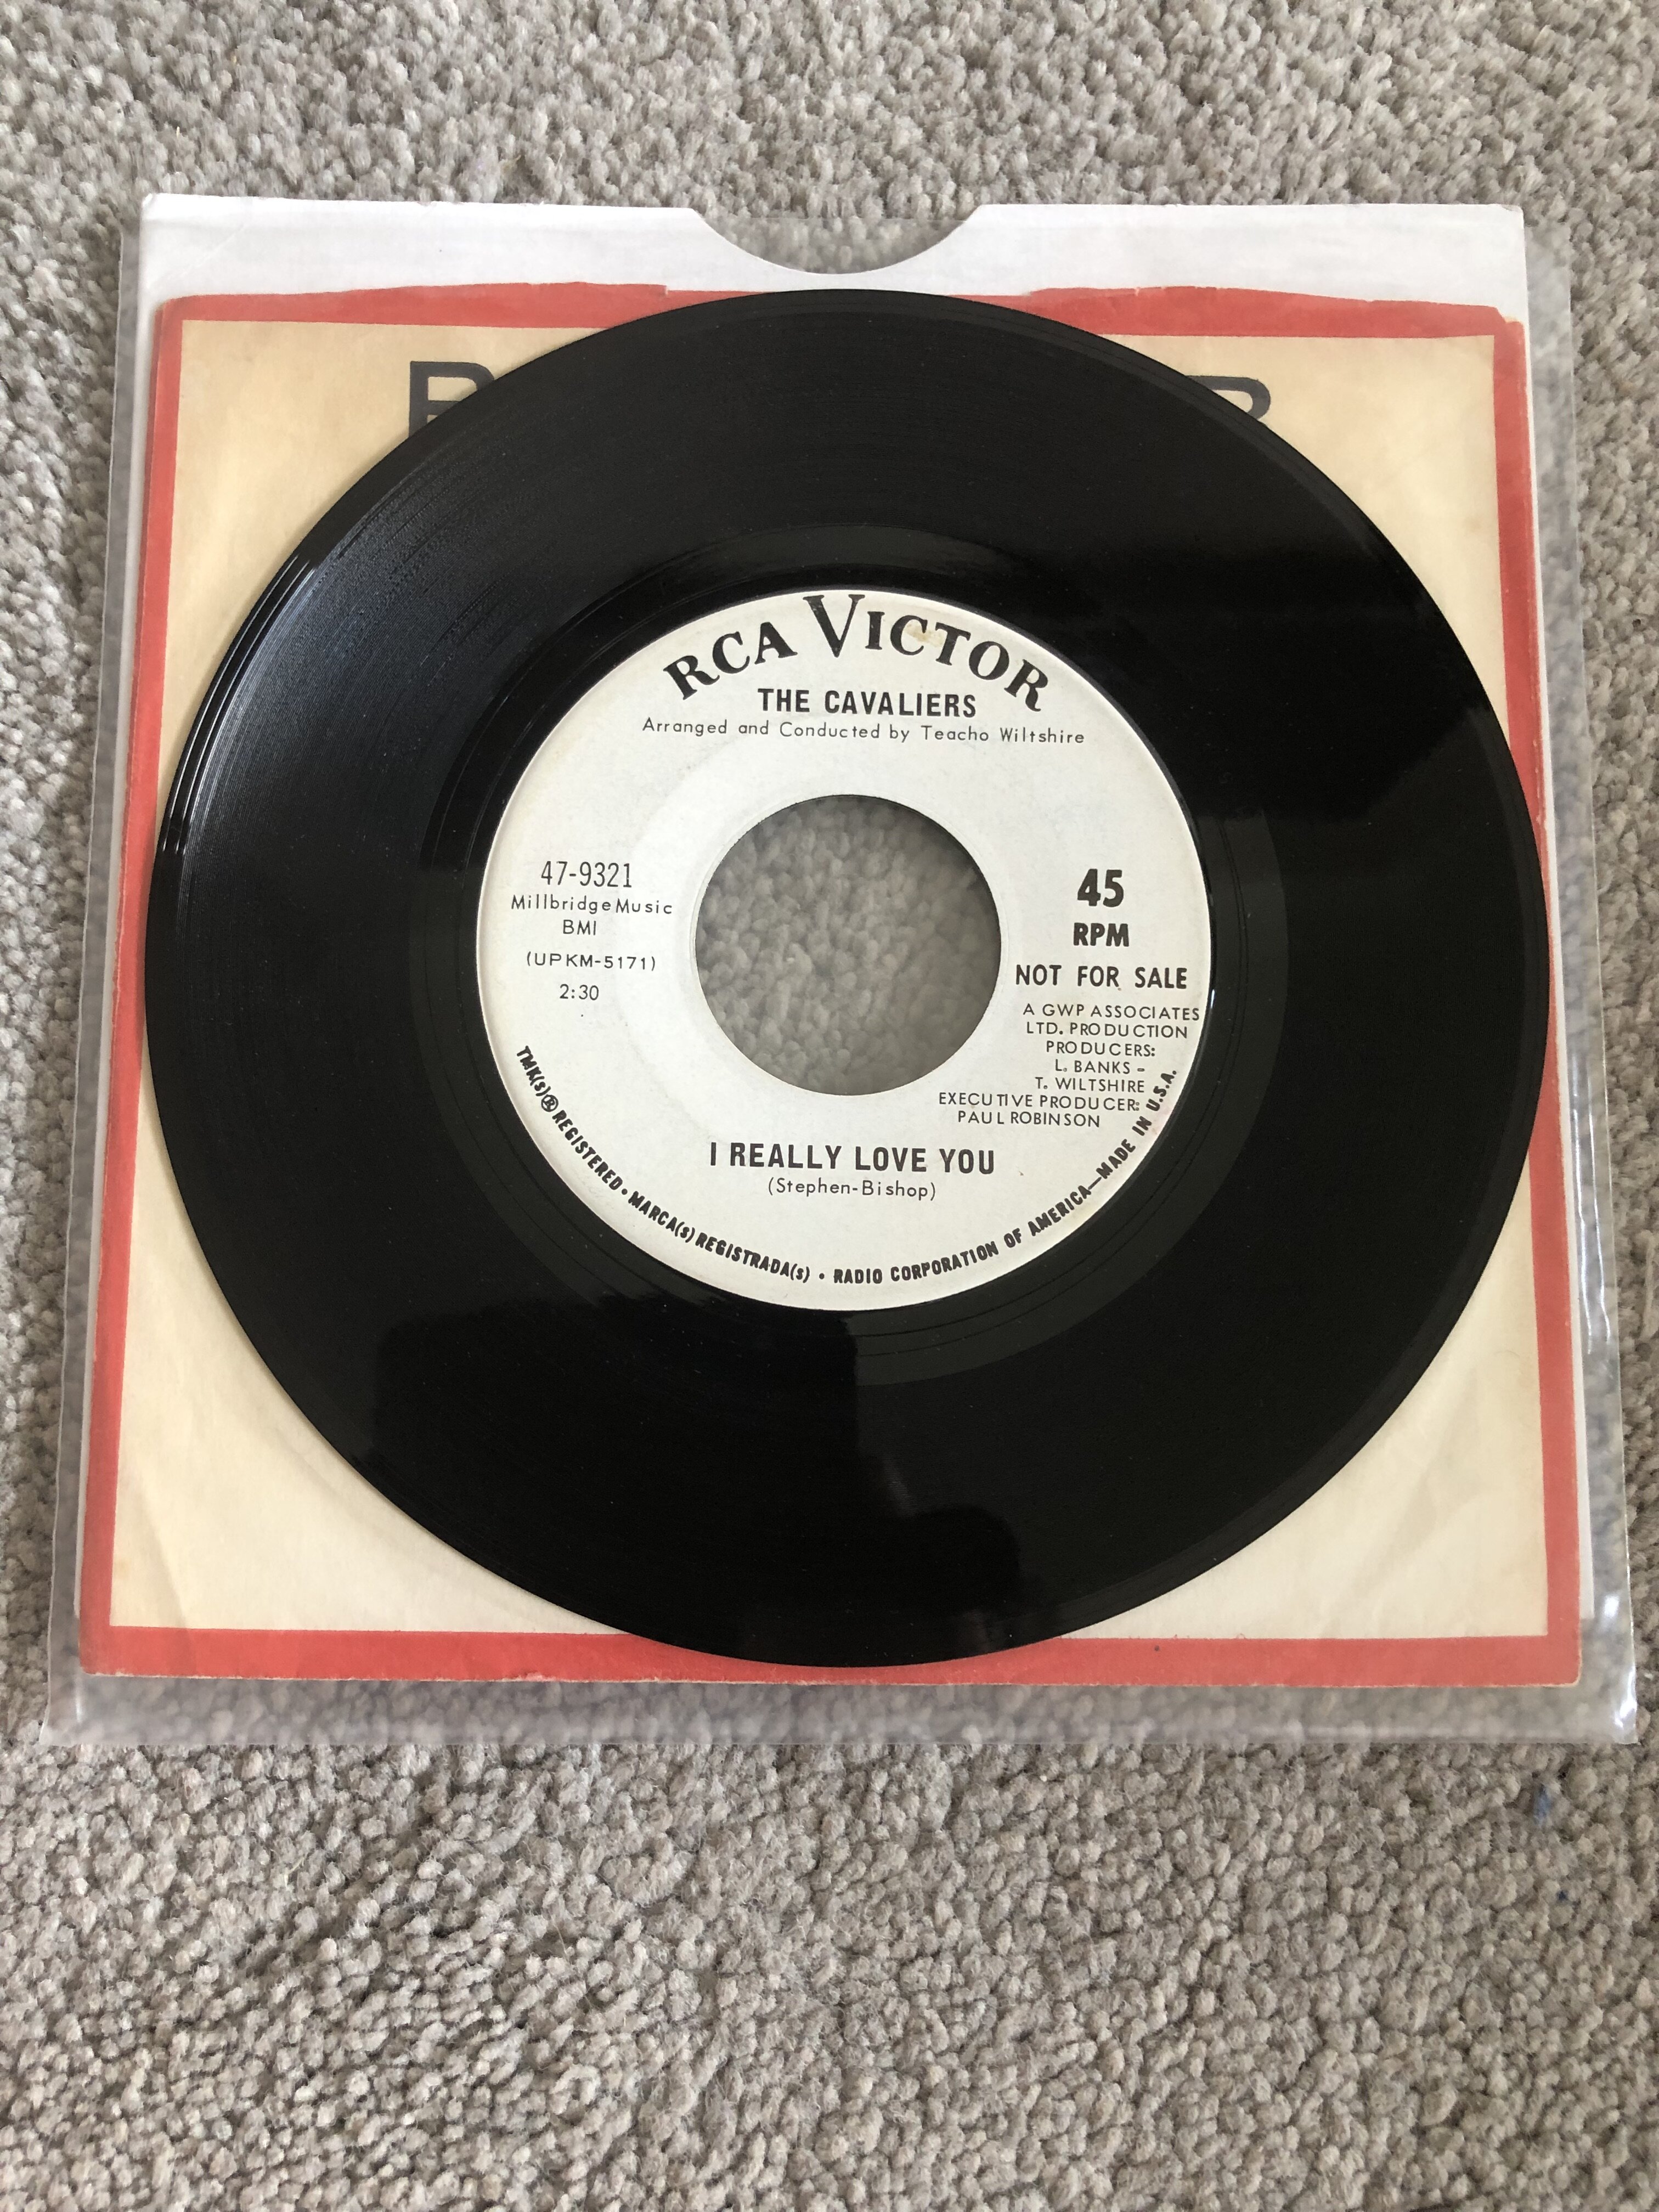 RCA VICTOR
THE CAVALIERS
Arranged and Conducted by Teacho Wiltshire
47-9321
Millbridge Music
BMI
(UPKM-5171)
2:30
45
RPM
NOT FOR SALE
A GWP ASSOCIATES
LTD. PRODUCTION
PRODUCERS:
L. BANKS -
T. WILTSHIRE
EXECUTIVE PRODUCER:
PAUL ROBINSON
I REALLY LOVE YOU
(Stephen-Bishop)
TMK(s) ® REGISTERED • MARCA(s) REGISTRADA(s) • RADIO CORPORATION OF AMERICA—MADE IN U.S.A.